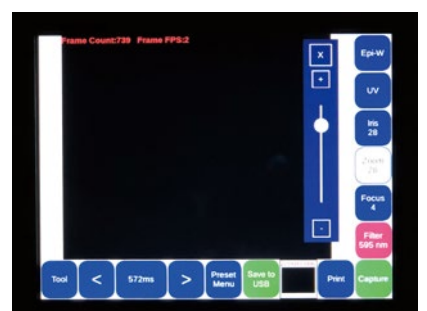 Frame Count:739 Frame FPS:2
X
+
-
Epi-W
UV
Iris
28
Zoom
Focus
4
Filter
595 nm
Tool
<
572ms
>
Preset
Menu
Save to
USB
Print
Capture